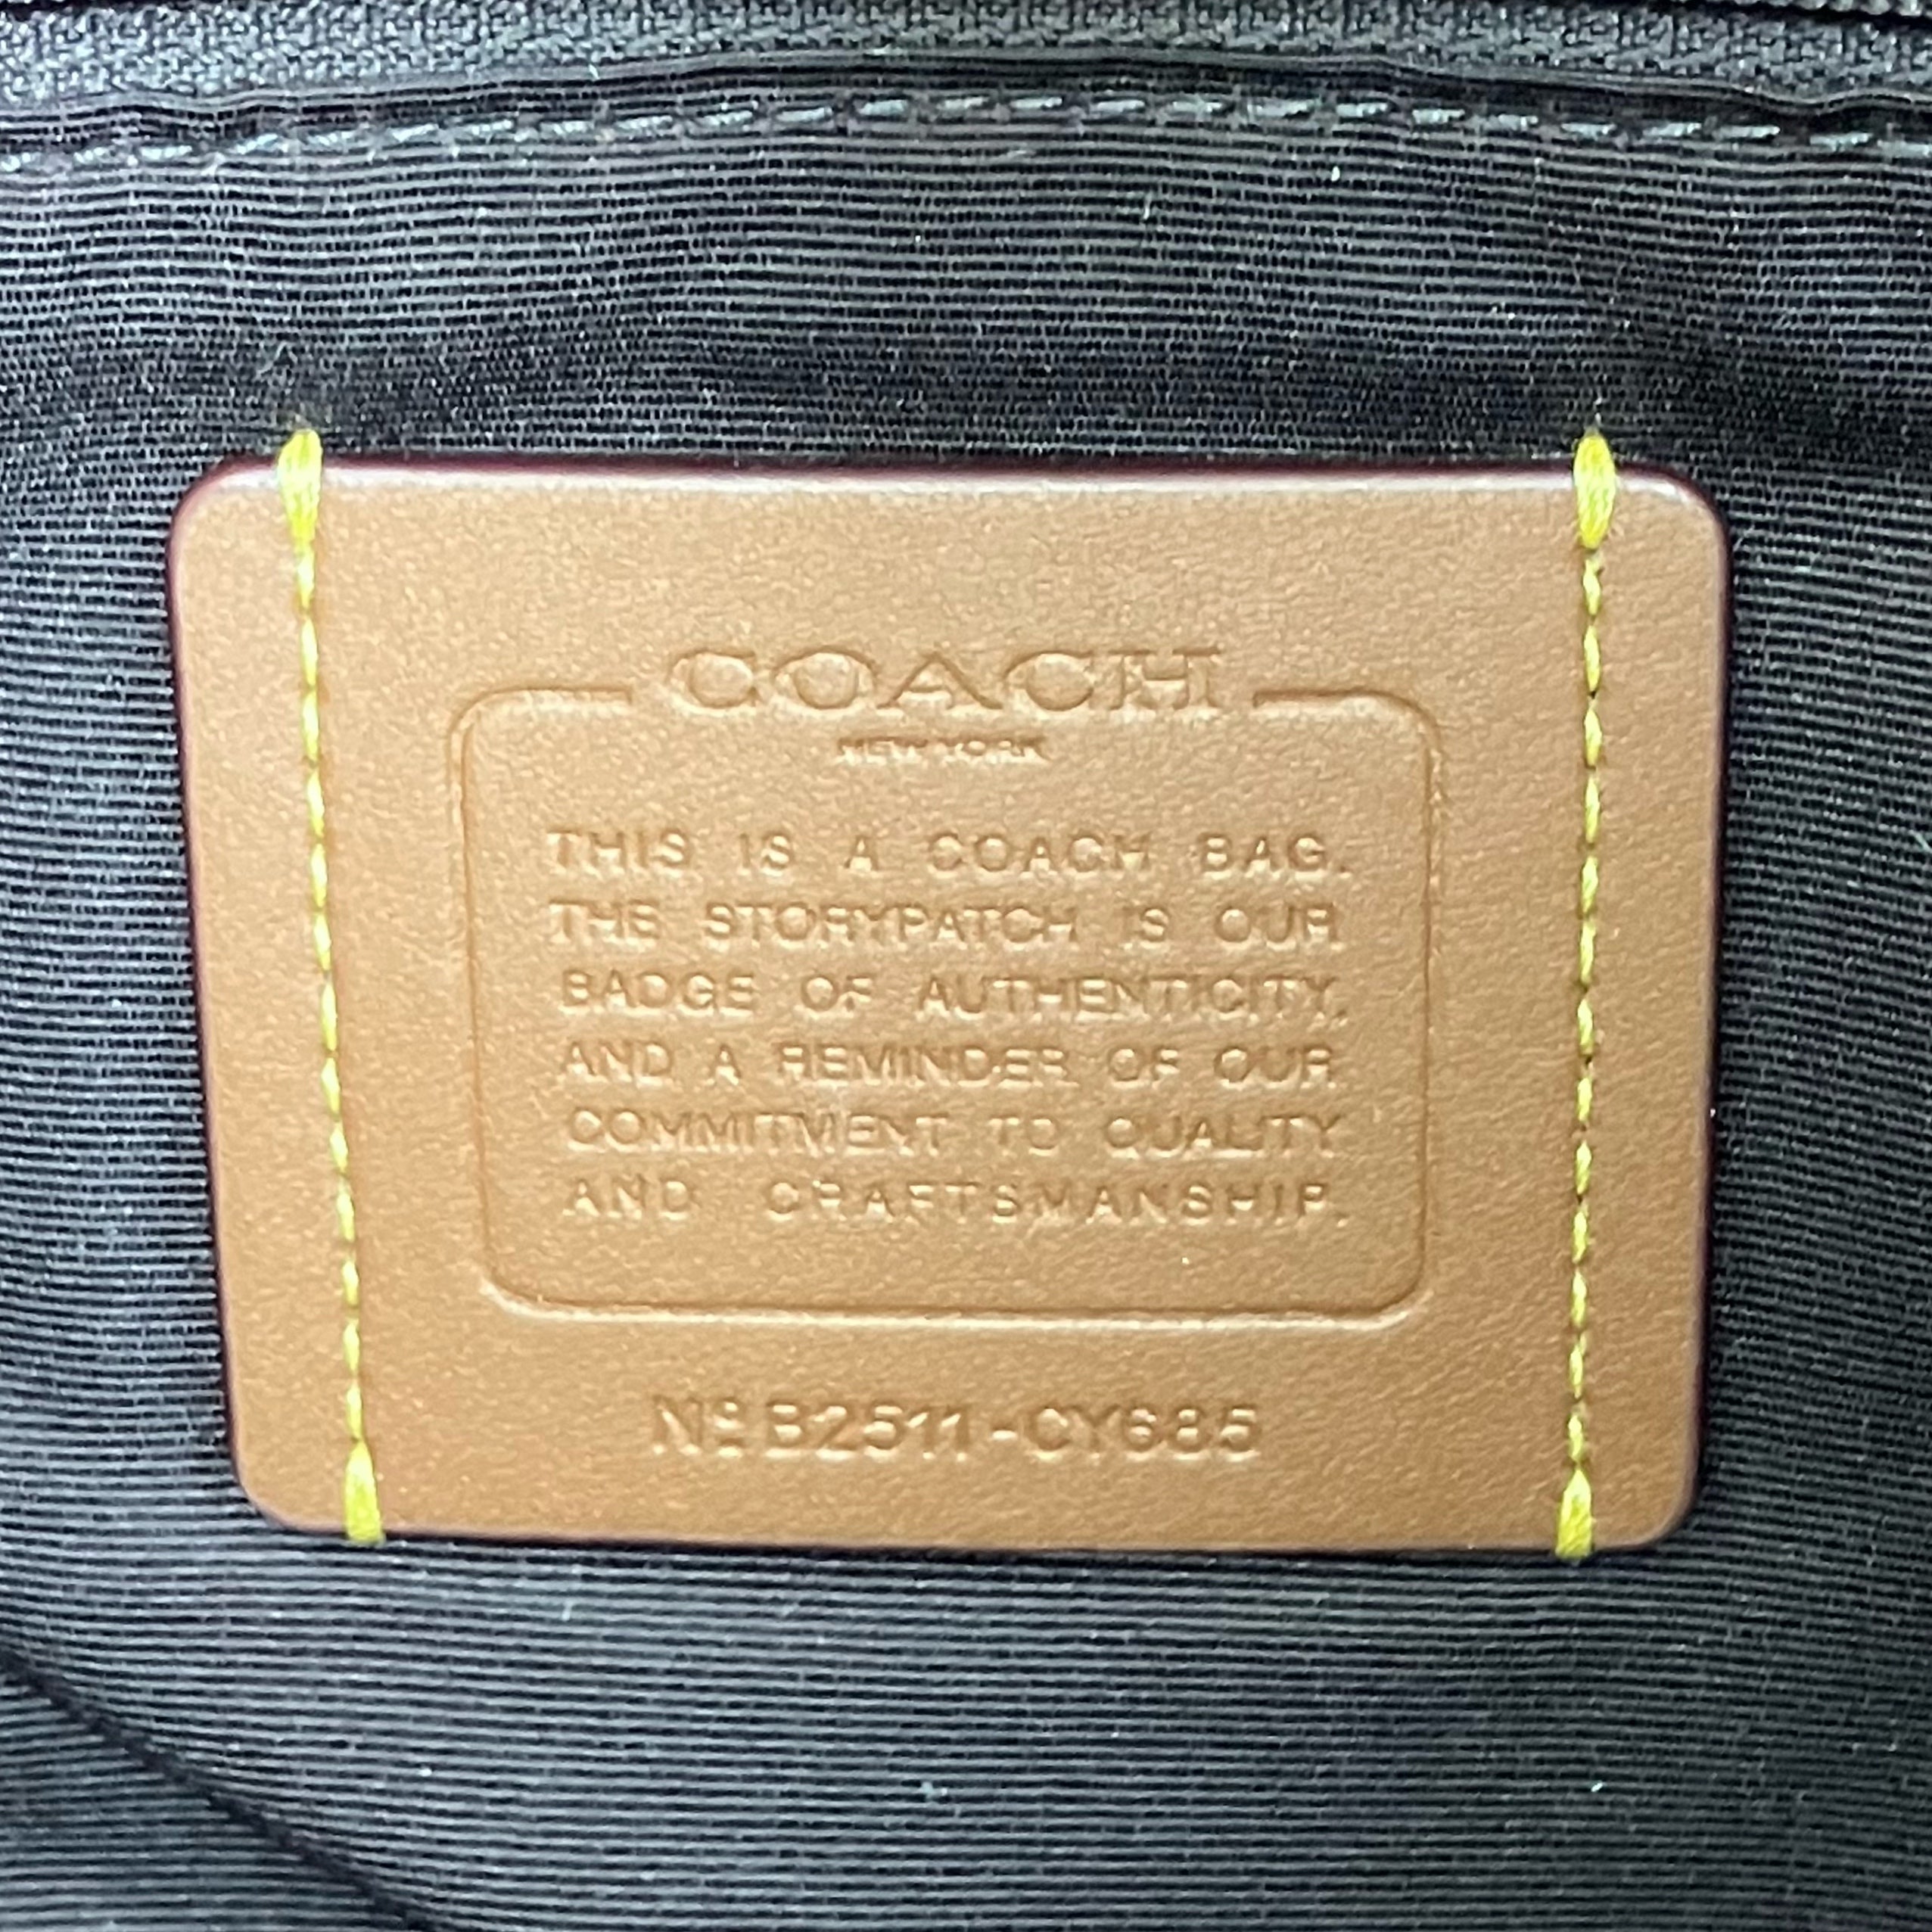 COACH
NEW YORK
THIS IS A COACH BAG.
THE STORYPATCH IS OUR
BADGE OF AUTHENTICITY,
AND A REMINDER OF OUR
COMMITMENT TO QUALITY
AND CRAFTSMANSHIP.
Nº B2511-CY685